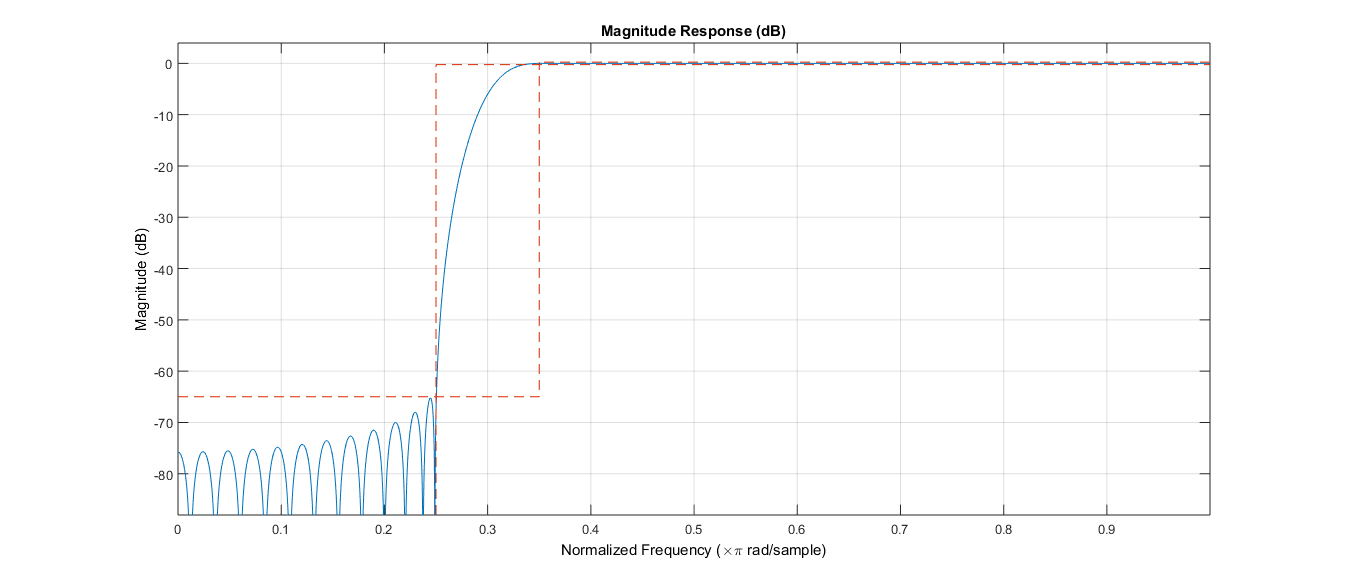 Magnitude Response (dB)
Magnitude (dB)
0
-10
-20
-30
-40
-50
-60
-70
-80
0 0.1 0.2 0.3 0.4 0.5 0.6 0.7 0.8 0.9
Normalized Frequency (×π rad/sample)